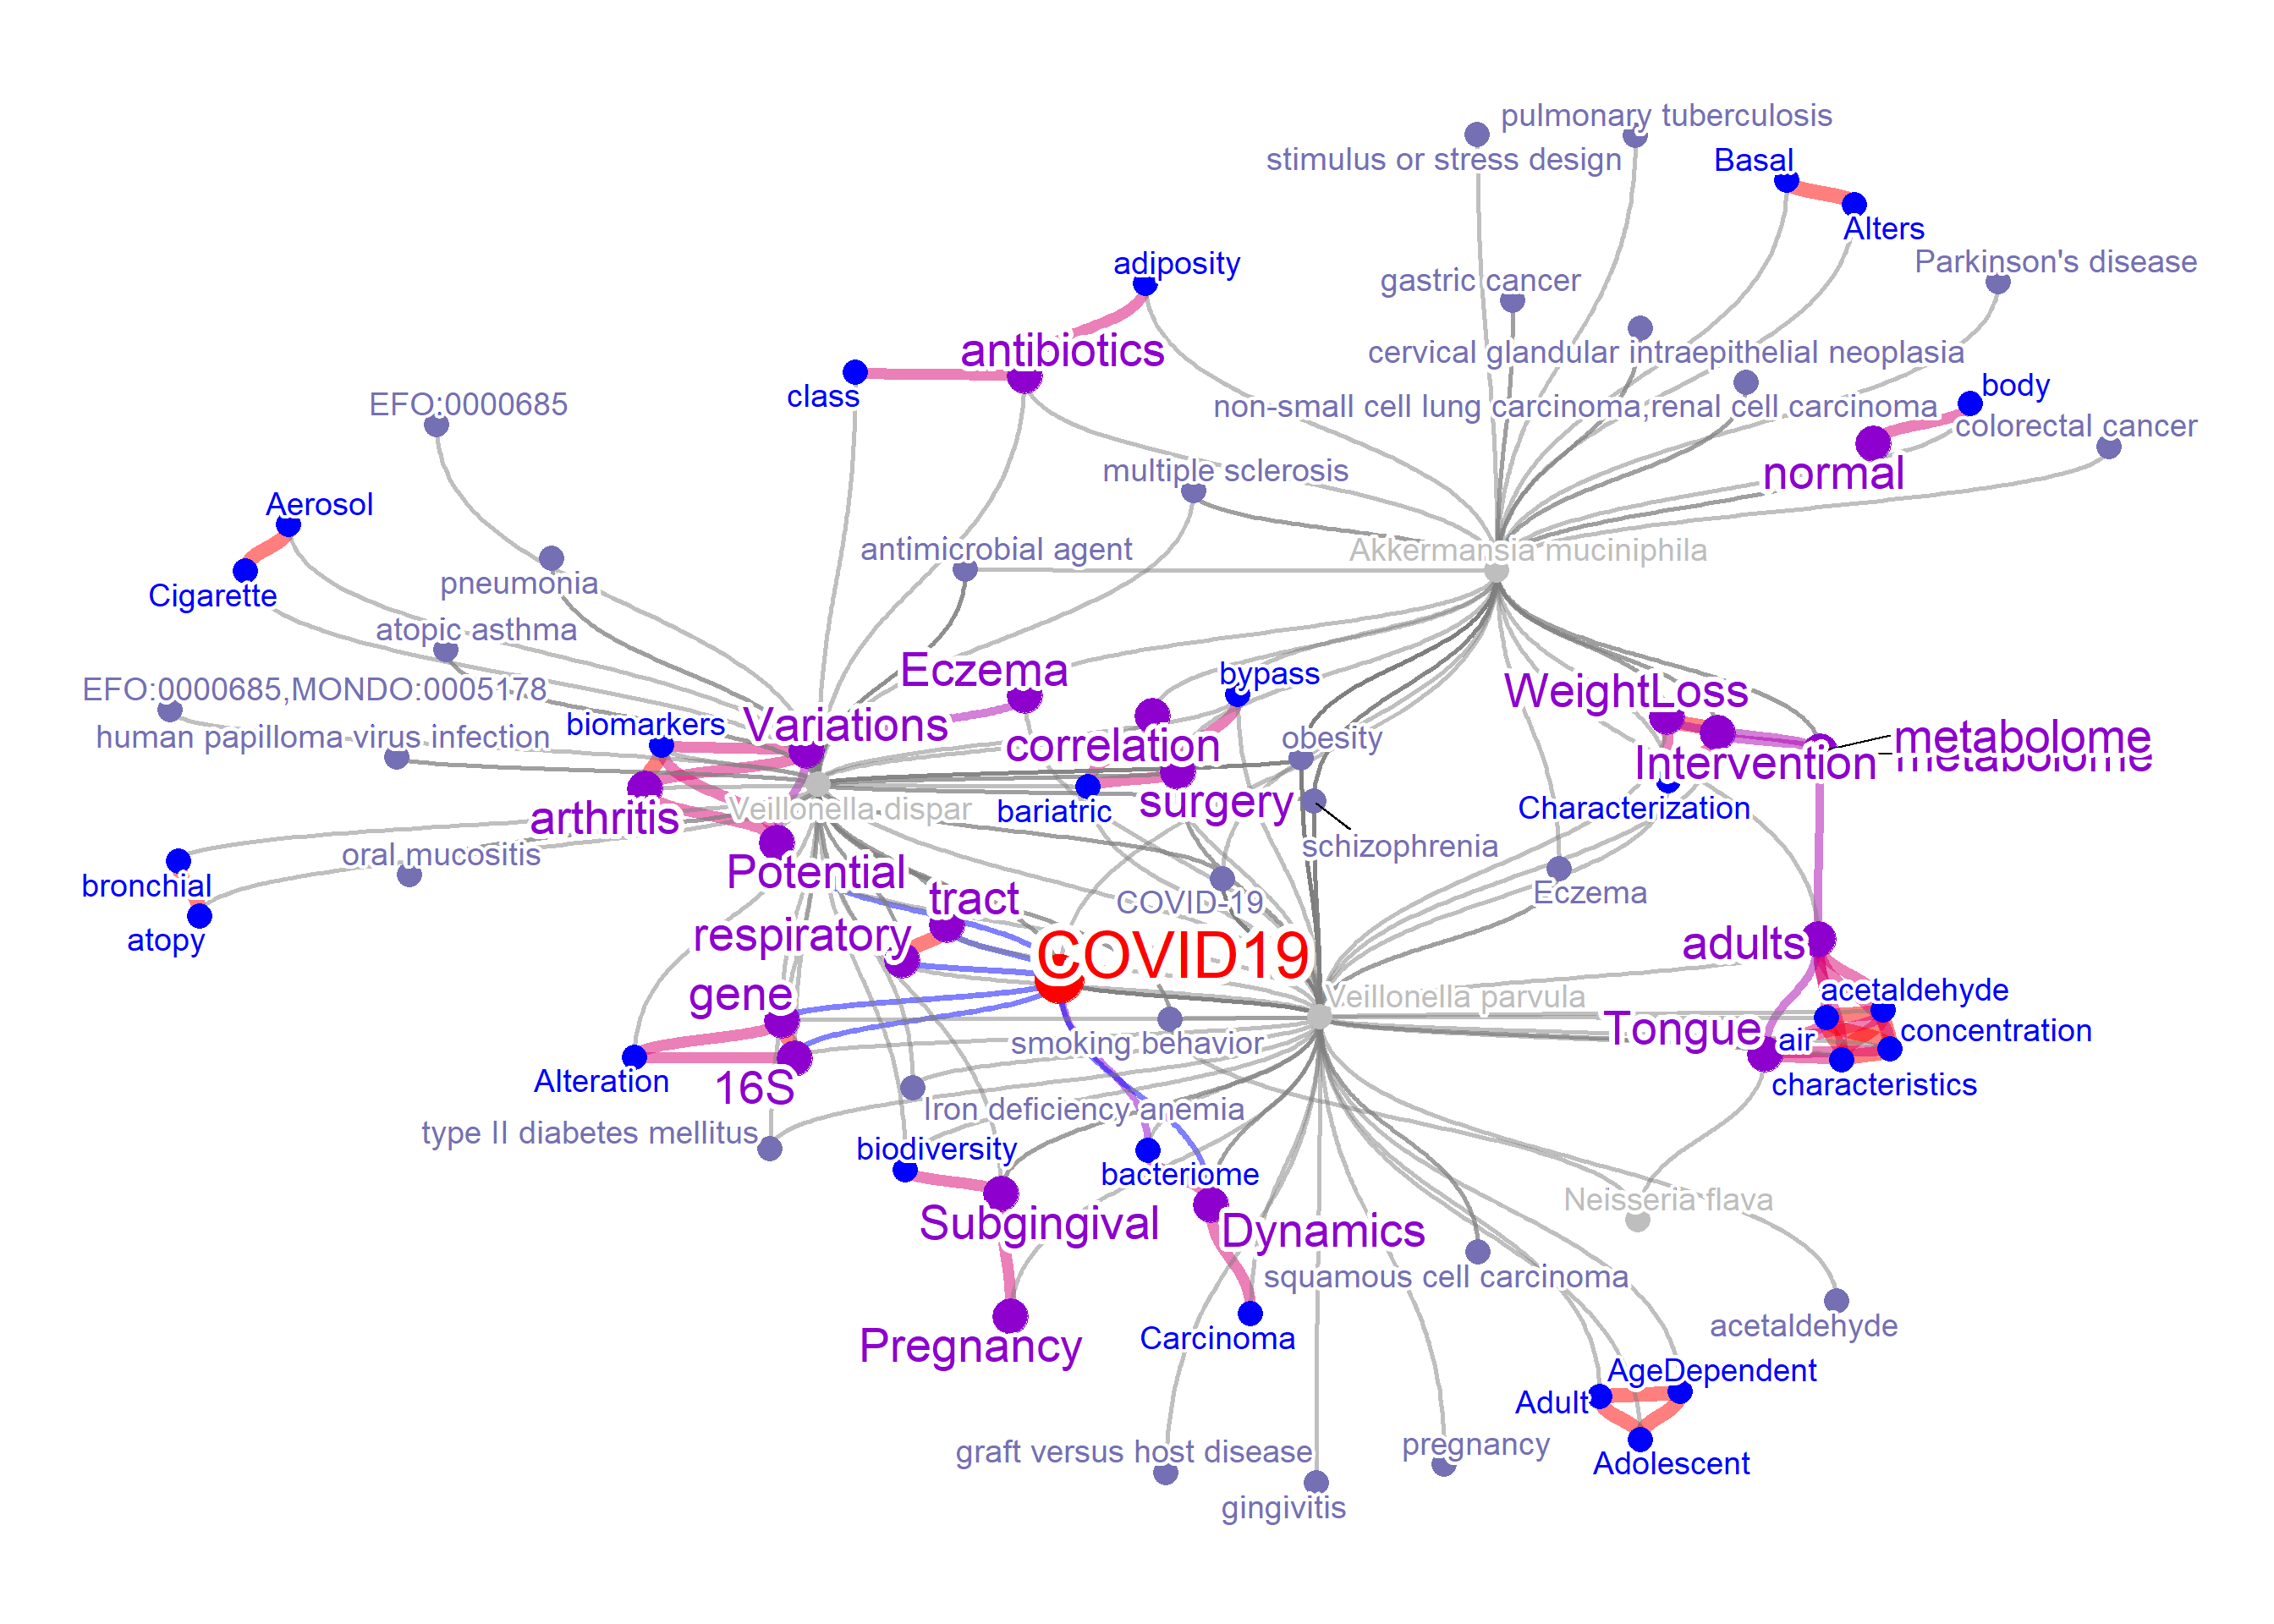 pulmonary tuberculosis
stimulus or stress design
Basal
Alters
adiposity
Parkinson's disease
gastric cancer
antibiotics
cervical glandular intraepithelial neoplasia
class
body
EFO:0000685
non-small cell lung carcinoma,renal cell carcinoma
colorectal cancer
multiple sclerosis
normal
Aerosol
antimicrobial agent
Akkermansia muciniphila
pneumonia
Cigarette
atopic asthma
Eczema
bypass
EFO:0000685,MONDO:0005178
WeightLoss
biomarkers
Variations
human papilloma virus infection
correlation
obesity
metabolome
Intervention
metabolome
Veillonella dispar
bariatric
surgery
Characterization
arthritis
schizophrenia
oral mucositis
Potential
bronchial
tract
COVID-19
Eczema
atopy
respiratory
COVID19
adults
gene
Veillonella parvula
acetaldehyde
Tongue
air
concentration
smoking behavior
Alteration
16S
characteristics
Iron deficiency anemia
type II diabetes mellitus
biodiversity
bacteriome
Neisseria flava
Subgingival
Dynamics
squamous cell carcinoma
Pregnancy
Carcinoma
acetaldehyde
AgeDependent
Adult
graft versus host disease
pregnancy
Adolescent
gingivitis